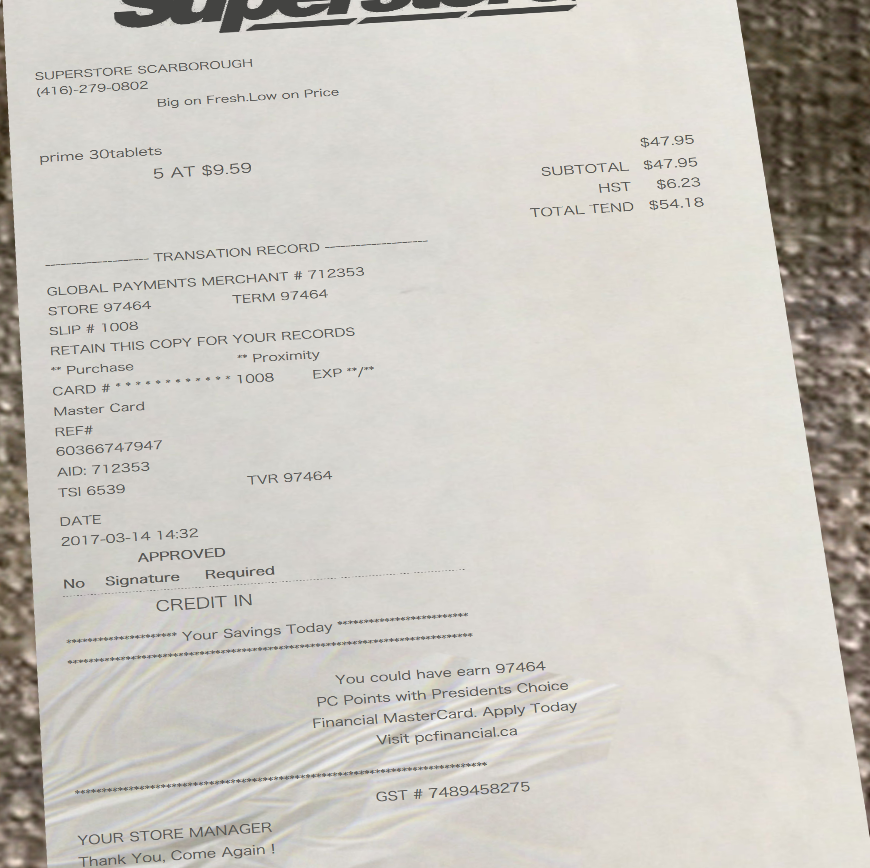 Superstore
SUPERSTORE SCARBOROUGH
(416)-279-0802
Big on Fresh.Low on Price
prime 30tablets $47.95
5 AT $9.59
SUBTOTAL $47.95
HST $6.23
TOTAL TEND $54.18
-------------------- TRANSATION RECORD --------------------
GLOBAL PAYMENTS MERCHANT # 712353
STORE 97464 TERM 97464
SLIP # 1008
RETAIN THIS COPY FOR YOUR RECORDS
** Purchase ** Proximity
CARD # * * * * * * * * * * * * 1008 EXP **/**
Master Card
REF#
60366747947
AID: 712353
TSI 6539 TVR 97464
DATE
2017-03-14 14:32
APPROVED
No Signature Required
CREDIT IN
********************* Your Savings Today *************************
*****************************************************************************
You could have earn 97464
PC Points with Presidents Choice
Financial MasterCard. Apply Today
Visit pcfinancial.ca
*****************************************************************************
GST # 7489458275
YOUR STORE MANAGER
Thank You, Come Again !